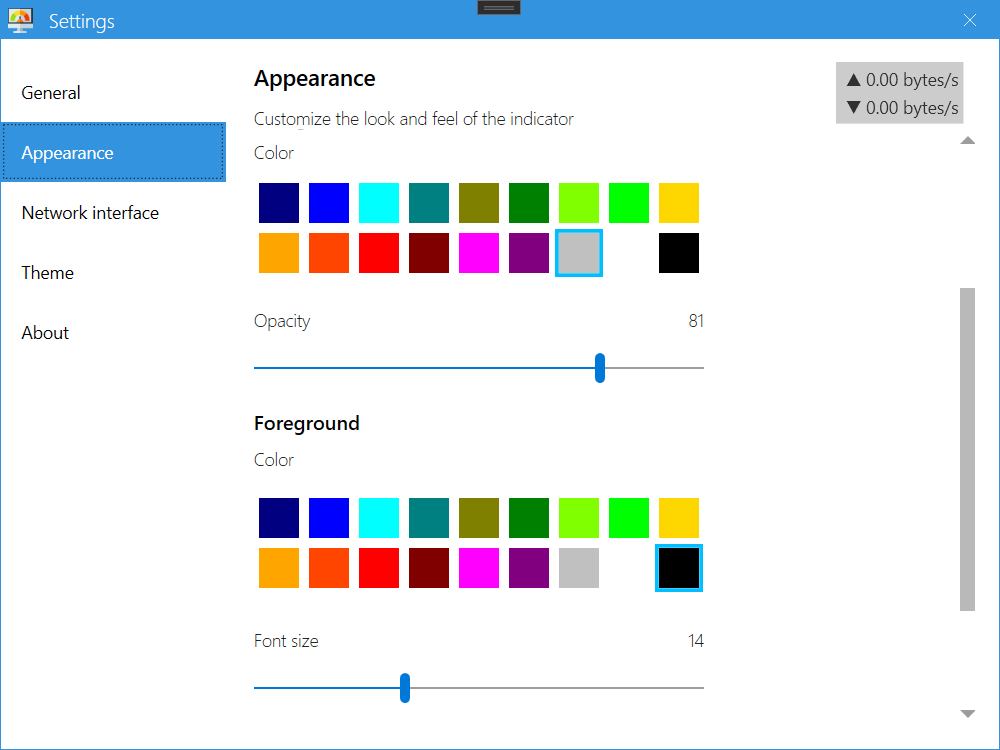 Settings
General
Appearance
Network interface
Theme
About
Appearance
Customize the look and feel of the indicator
Color
Opacity 81
Foreground
Color
Font size 14
▲ 0.00 bytes/s
▼ 0.00 bytes/s